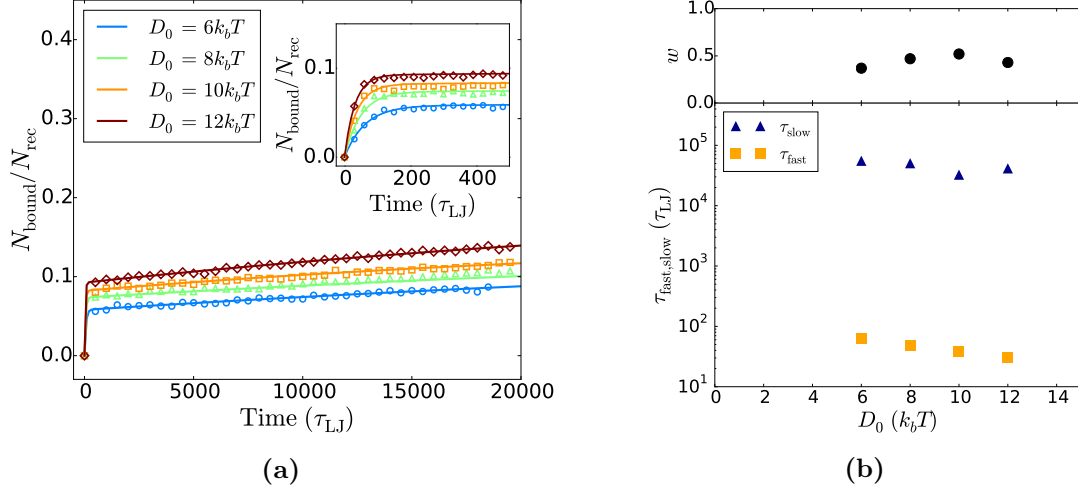 D_0 = 6k_bT
D_0 = 8k_bT
D_0 = 10k_bT
D_0 = 12k_bT
N_bound/N_rec
0.4
0.3
0.2
0.1
0.0
0 5000 10000 15000 20000
Time (τ_LJ)
N_bound/N_rec
0.1
0.0
0 200 400
Time (τ_LJ)
(a)
w
1.0
0.5
0.0
τ_slow
τ_fast
τ_fast,slow (τ_LJ)
10^5
10^4
10^3
10^2
10^1
0 2 4 6 8 10 12 14
D_0 (k_bT)
(b)